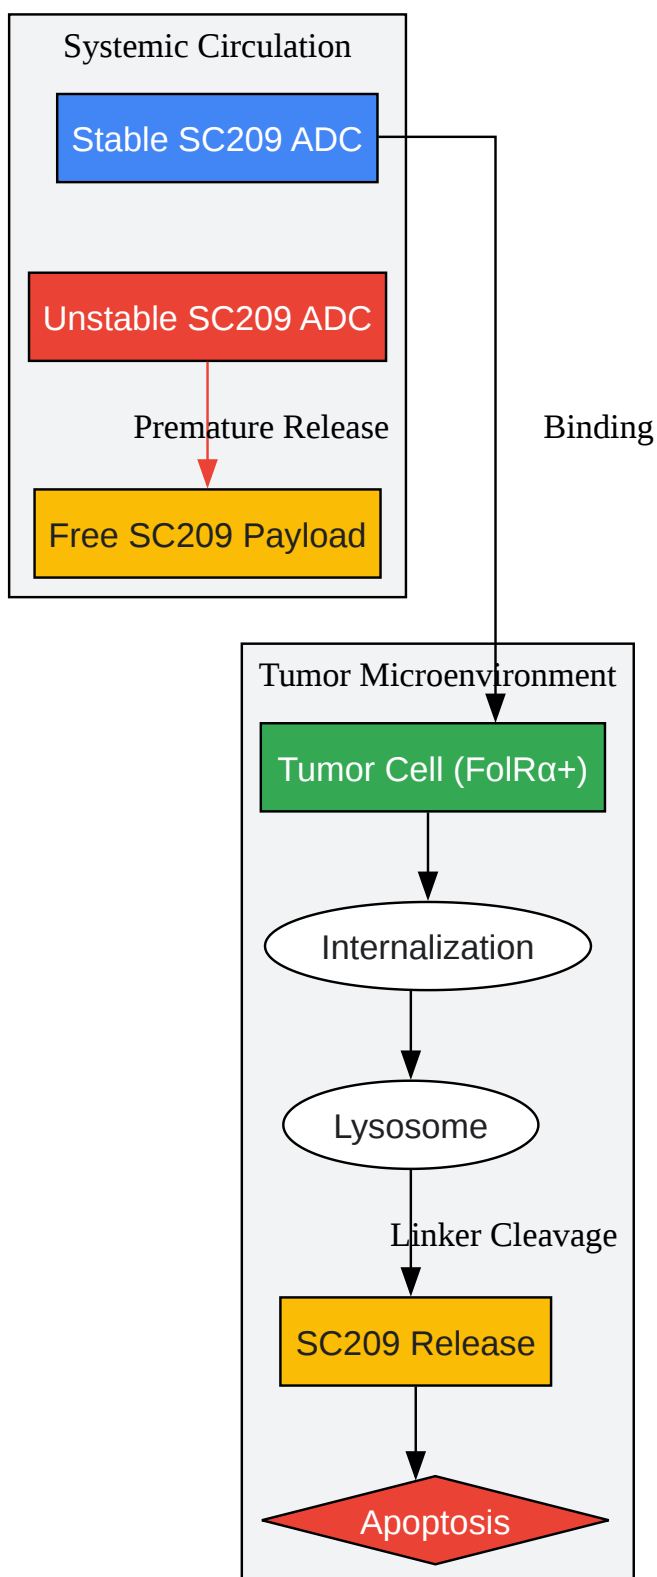 Systemic Circulation
Stable SC209 ADC
Unstable SC209 ADC
Premature Release
Binding
Free SC209 Payload
Tumor Microenvironment
Tumor Cell (FolRα+)
Internalization
Lysosome
Linker Cleavage
SC209 Release
Apoptosis